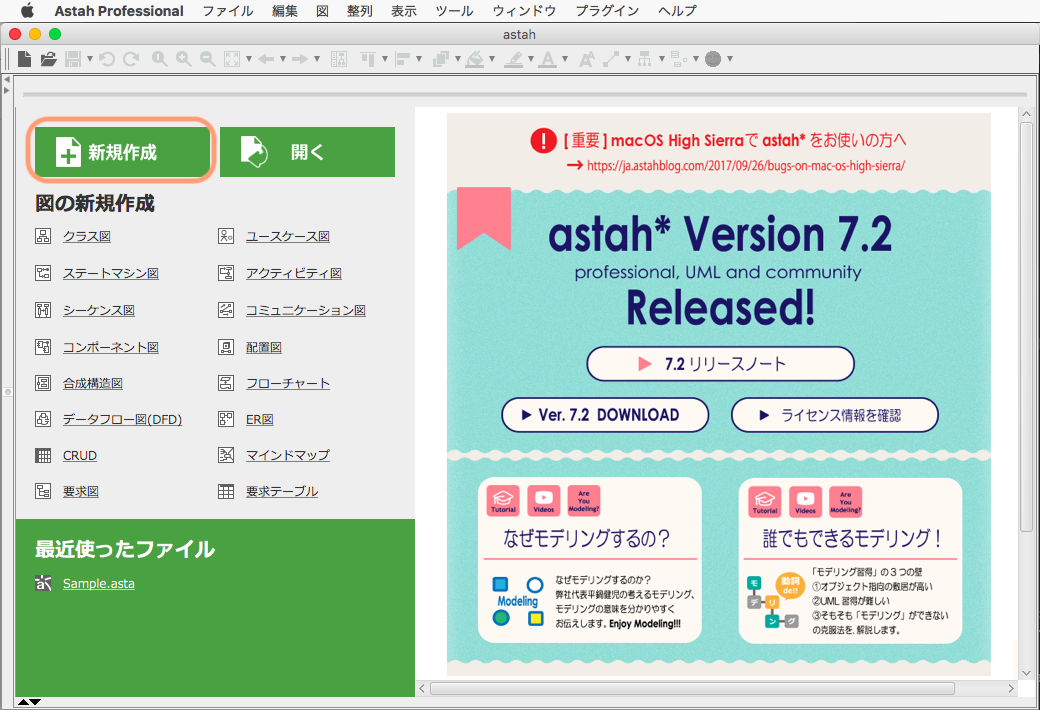 Astah Professional ファイル 編集 図 整列 表示 ツール ウィンドウ プラグイン ヘルプ
astah
新規作成 開く
図の新規作成
クラス図 ユースケース図
ステートマシン図 アクティビティ図
シーケンス図 コミュニケーション図
コンポーネント図 配置図
合成構造図 フローチャート
データフロー図(DFD) ER図
CRUD マインドマップ
要求図 要求テーブル
最近使ったファイル
Sample.asta
[ 重要 ] macOS High Sierraで astah* をお使いの方へ
→ https://ja.astahblog.com/2017/09/26/bugs-on-mac-os-high-sierra/
astah* Version 7.2
professional, UML and community
Released!
▶ 7.2 リリースノート
▶ Ver. 7.2 DOWNLOAD
▶ ライセンス情報を確認
Tutorial Videos Are You Modeling?
なぜモデリングするの?
Modeling
なぜモデリングするのか?
弊社代表平鍋健児の考えるモデリング、
モデリングの意味を分かりやすく
お伝えします。Enjoy Modeling!!!
Tutorial Videos Are You Modeling?
誰でもできるモデリング!
モデリング
動詞de!!
「モデリング習得」の３つの壁
①オブジェクト指向の敷居が高い
②UML 習得が難しい
③そもそも「モデリング」ができない
の克服法を、解説します。